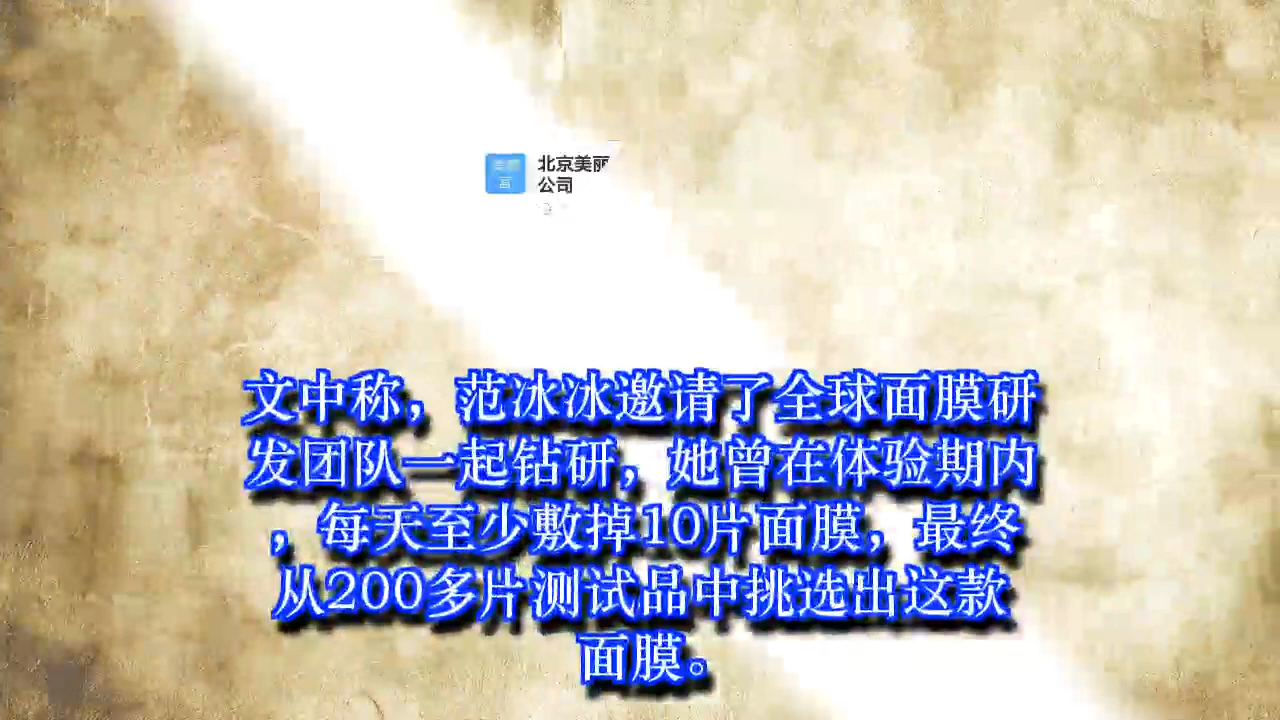 北京美丽
公司
文中称，范冰冰邀请了全球面膜研
发团队一起钻研，她曾在体验期内
，每天至少敷掉10片面膜，最终
从200多片测试品中挑选出这款
面膜。